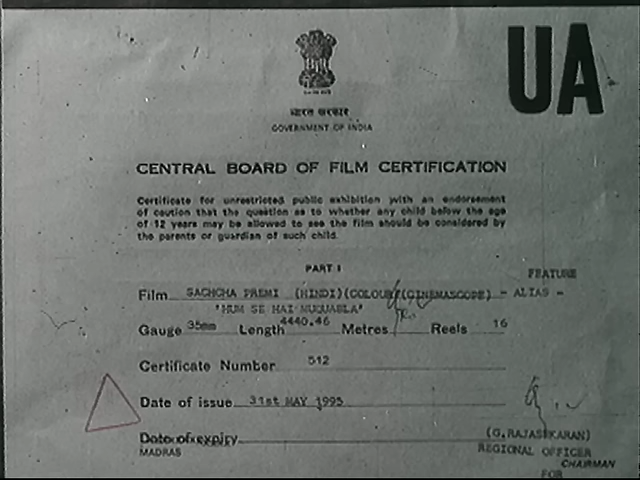 UA
भारत सरकार
GOVERNMENT OF INDIA
CENTRAL BOARD OF FILM CERTIFICATION
Certificate for unrestricted public exhibition with an endorsement
of caution that the question as to whether any child below the age
of 12 years may be allowed to see the film should be considered by
the parents or guardian of such child.
PART I
FEATURE
Film SACHCHA PREMI (HINDI)(COLOUR)(CINEMASCOPE) - ALIAS -
'HUM SE HAI MUQUABLA'
Gauge 35mm Length 4440.46 Metres Reels 16
Certificate Number 512
Date of issue 31st MAY 1995
Date of expiry
MADRAS
(G.RAJASEKARAN)
REGIONAL OFFICER
CHAIRMAN
FOR